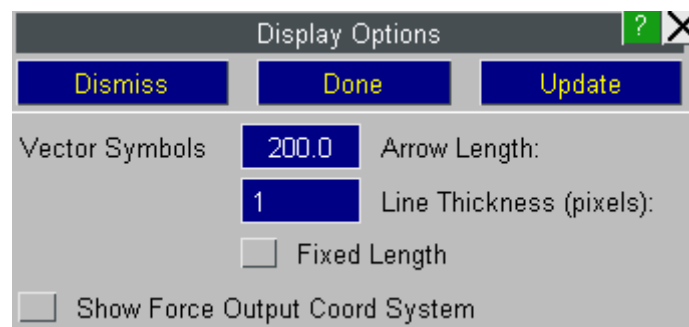 Display Options ? X
Dismiss Done Update
Vector Symbols 200.0 Arrow Length:
1 Line Thickness (pixels):
Fixed Length
Show Force Output Coord System